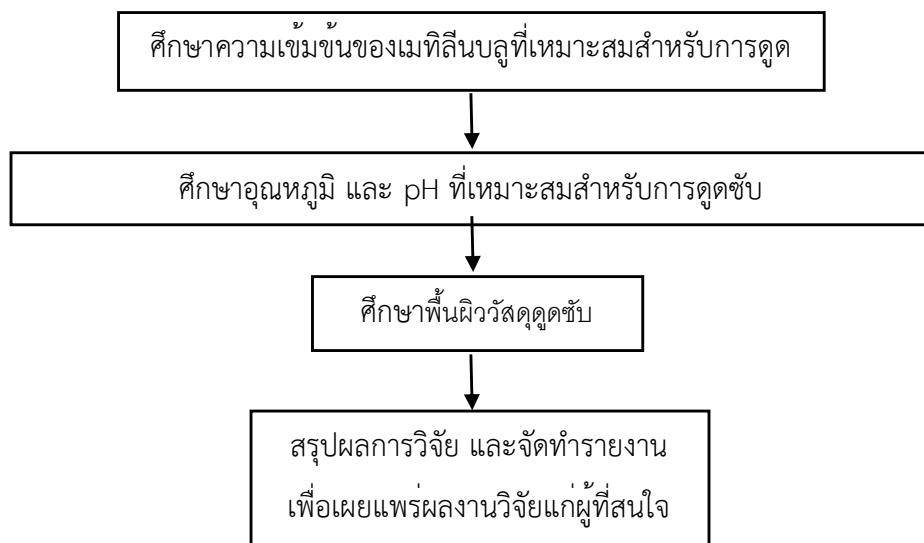 ศึกษาความเข้มข้นของเมทิลีนบลูที่เหมาะสมสำหรับการดูด
ศึกษาอุณหภูมิ และ pH ที่เหมาะสมสำหรับการดูดซับ
ศึกษาพื้นผิววัสดุดูดซับ
สรุปผลการวิจัย และจัดทำรายงาน
เพื่อเผยแพร่ผลงานวิจัยแก่ผู้ที่สนใจ